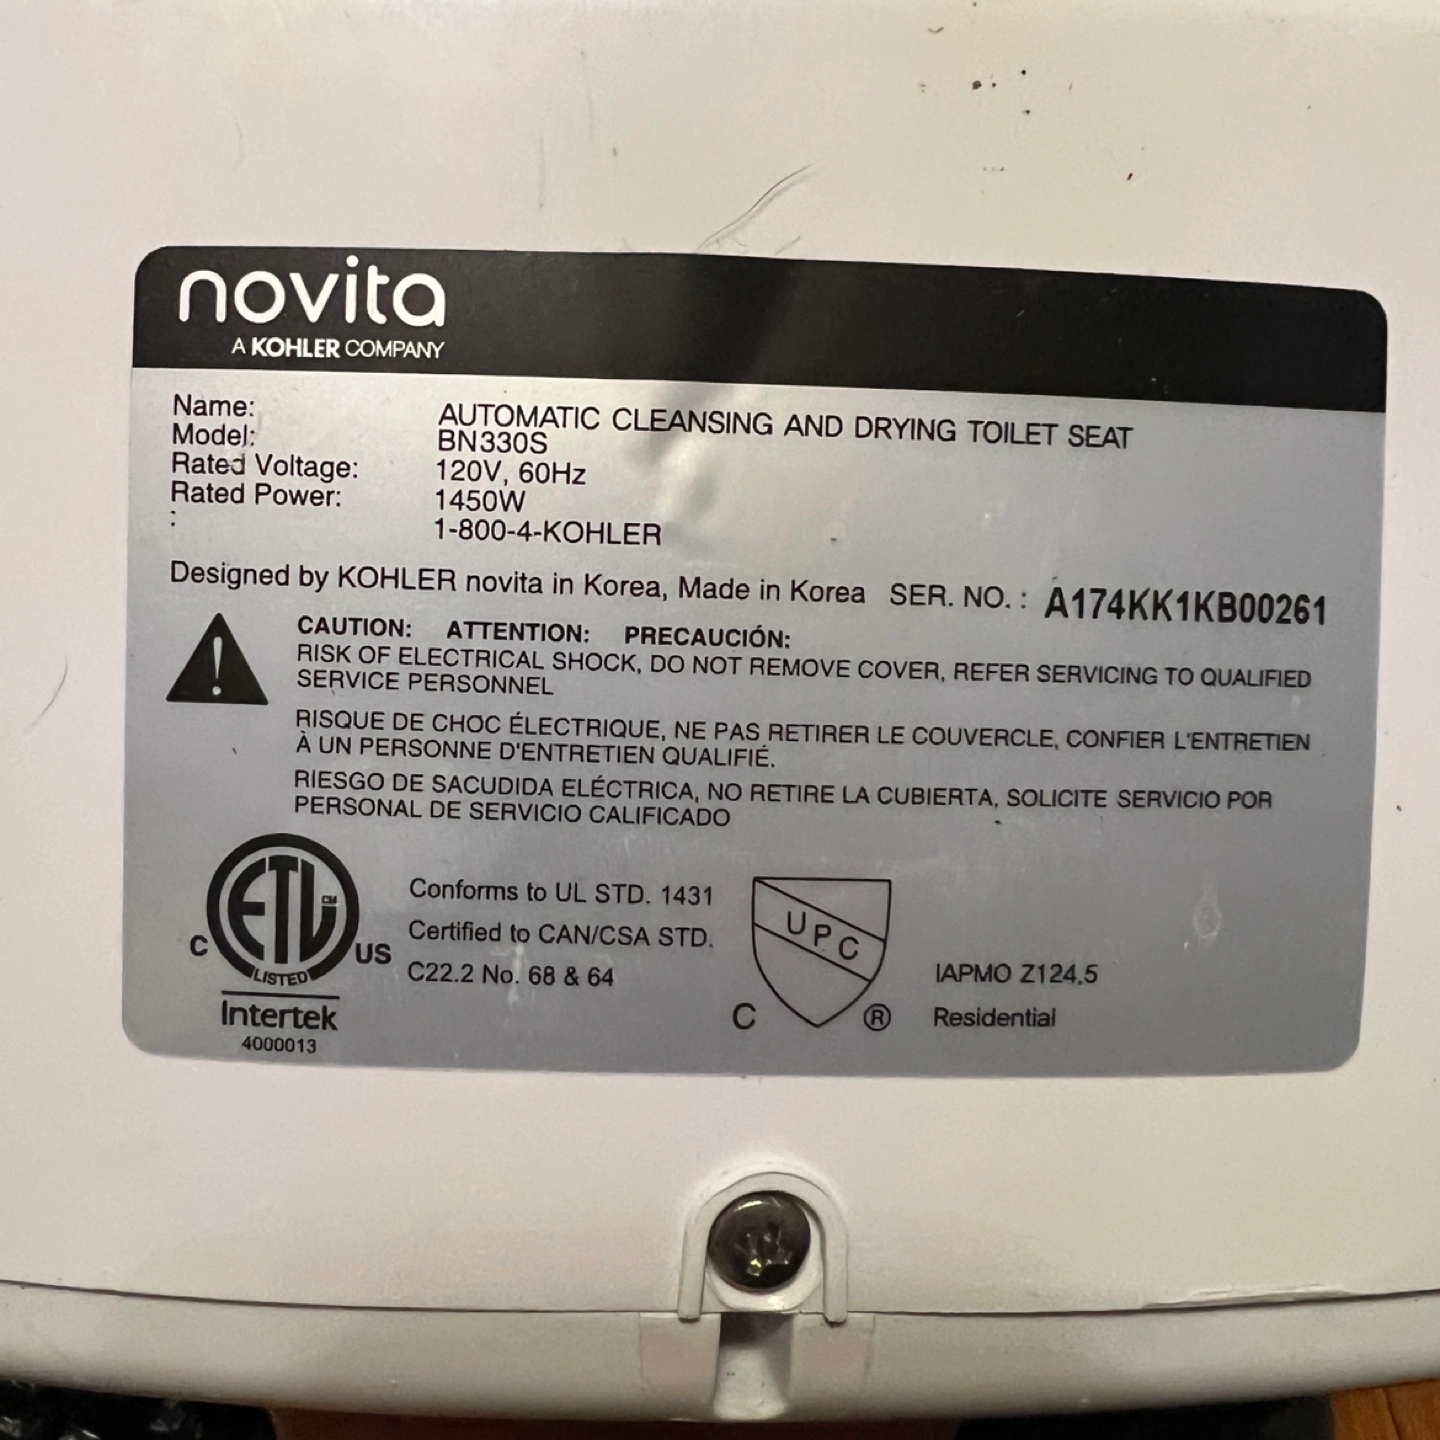 novita
A KOHLER COMPANY
Name: AUTOMATIC CLEANSING AND DRYING TOILET SEAT
Model: BN330S
Rated Voltage: 120V, 60Hz
Rated Power: 1450W
: 1-800-4-KOHLER
Designed by KOHLER novita in Korea, Made in Korea SER. NO. : A174KK1KB00261
CAUTION: ATTENTION: PRECAUCIÓN:
RISK OF ELECTRICAL SHOCK, DO NOT REMOVE COVER, REFER SERVICING TO QUALIFIED
SERVICE PERSONNEL
RISQUE DE CHOC ÉLECTRIQUE, NE PAS RETIRER LE COUVERCLE, CONFIER L'ENTRETIEN
À UN PERSONNE D'ENTRETIEN QUALIFIÉ.
RIESGO DE SACUDIDA ELÉCTRICA, NO RETIRE LA CUBIERTA, SOLICITE SERVICIO POR
PERSONAL DE SERVICIO CALIFICADO
ETL CM
C US
LISTED
Intertek
4000013
Conforms to UL STD. 1431
Certified to CAN/CSA STD.
C22.2 No. 68 & 64
UPC
C ®
IAPMO Z124.5
Residential